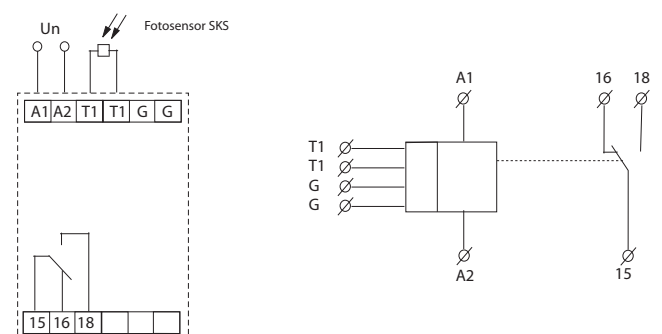 Un
Fotosensor SKS
A1 A2 T1 T1 G G
15 16 18
A1
16 18
T1
T1
G
G
A2
15